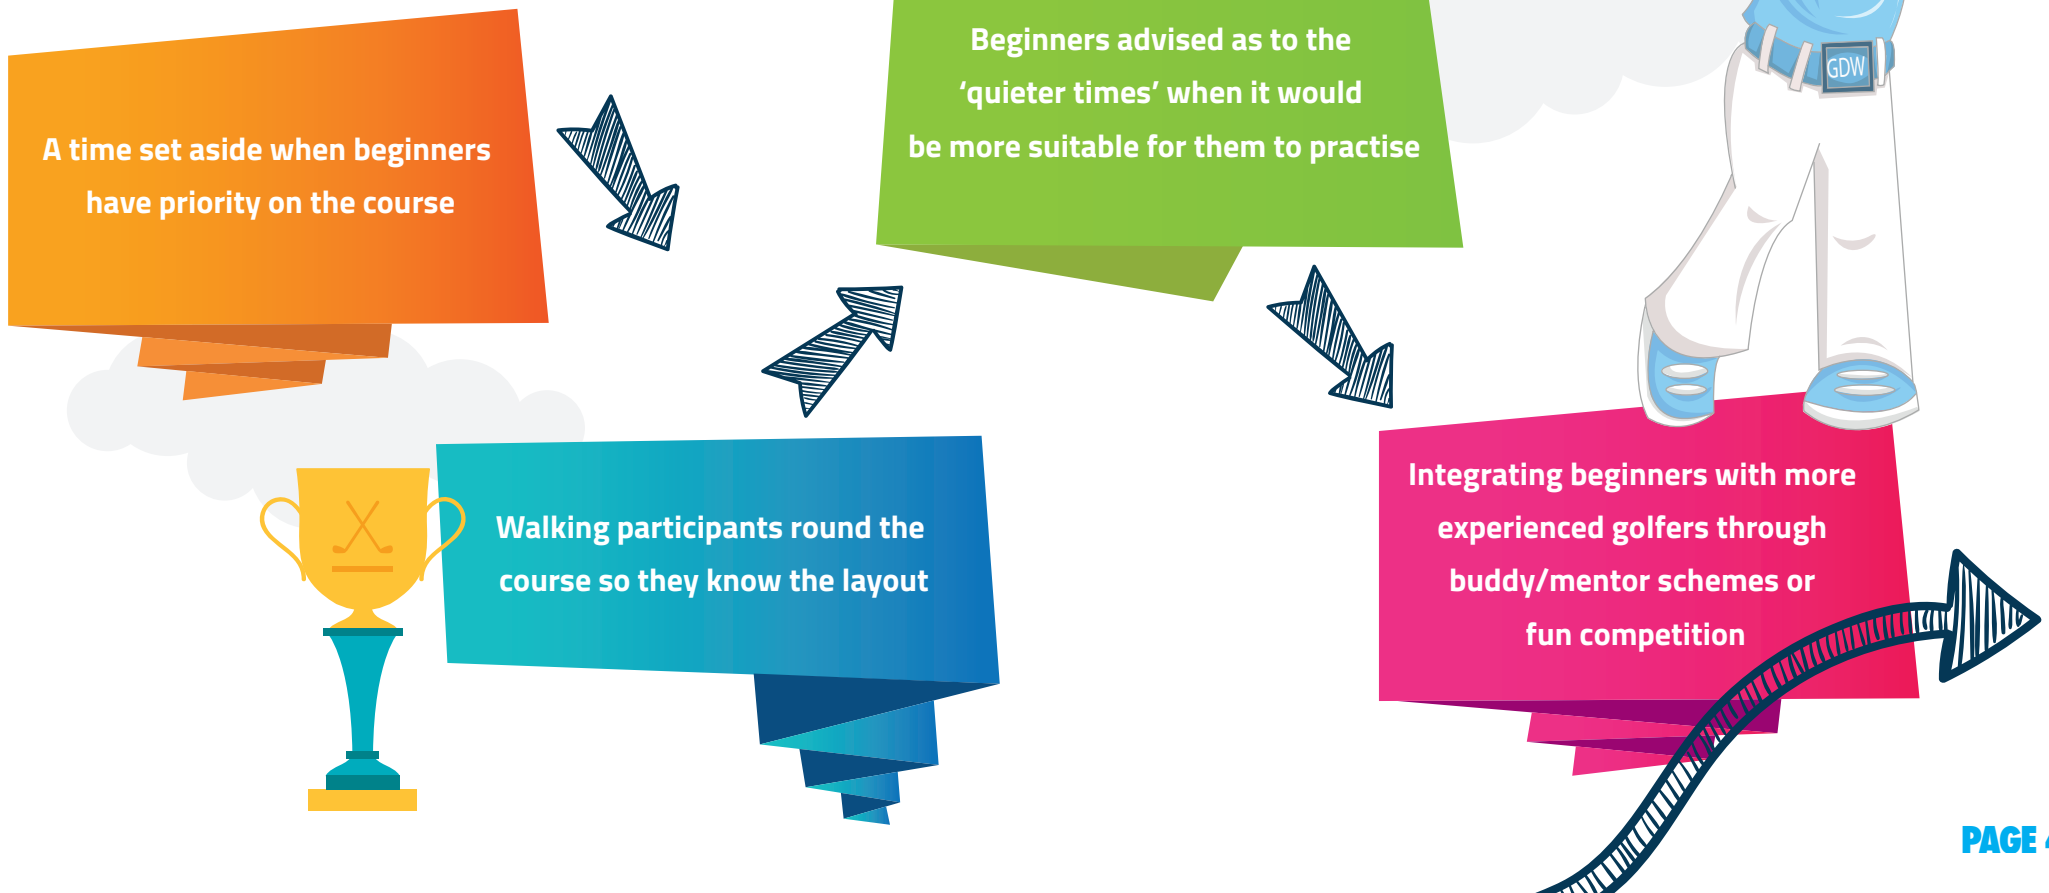 A time set aside when beginners
have priority on the course
Walking participants round the
course so they know the layout
Beginners advised as to the
‘quieter times’ when it would
be more suitable for them to practise
GDW
Integrating beginners with more
experienced golfers through
buddy/mentor schemes or
fun competition
PAGE